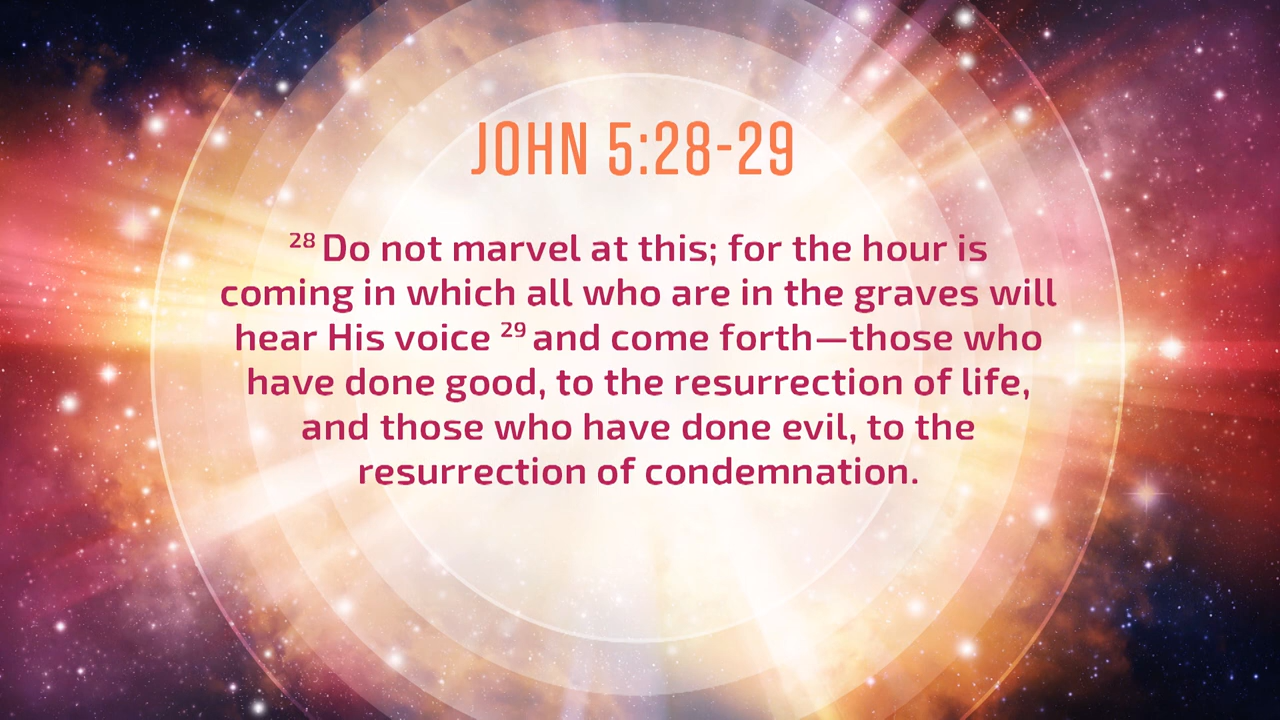 JOHN 5:28-29
28 Do not marvel at this; for the hour is
coming in which all who are in the graves will
hear His voice 29 and come forth—those who
have done good, to the resurrection of life,
and those who have done evil, to the
resurrection of condemnation.